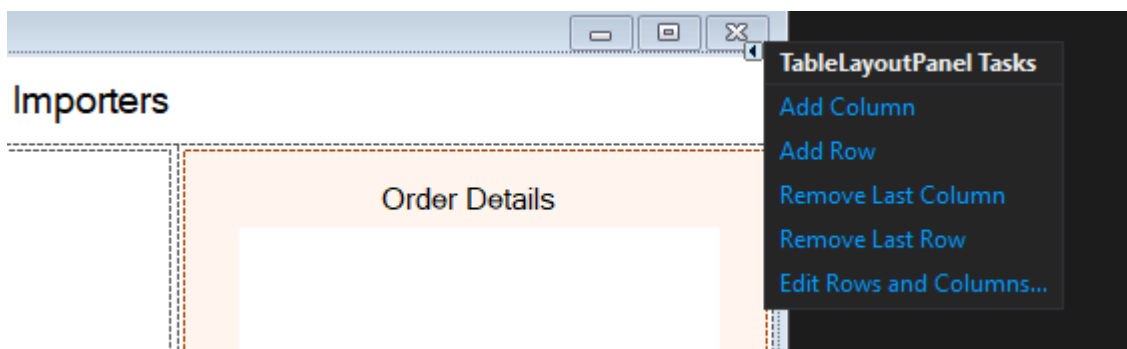 TableLayoutPanel Tasks
Importers
Add Column
Add Row
Order Details
Remove Last Column
Remove Last Row
Edit Rows and Columns...